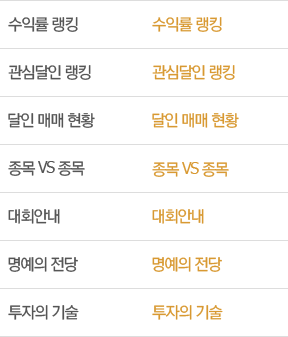 수익률 랭킹 수익률 랭킹
관심달인 랭킹 관심달인 랭킹
달인 매매 현황 달인 매매 현황
종목 VS 종목 종목 VS 종목
대회안내 대회안내
명예의 전당 명예의 전당
투자의 기술 투자의 기술